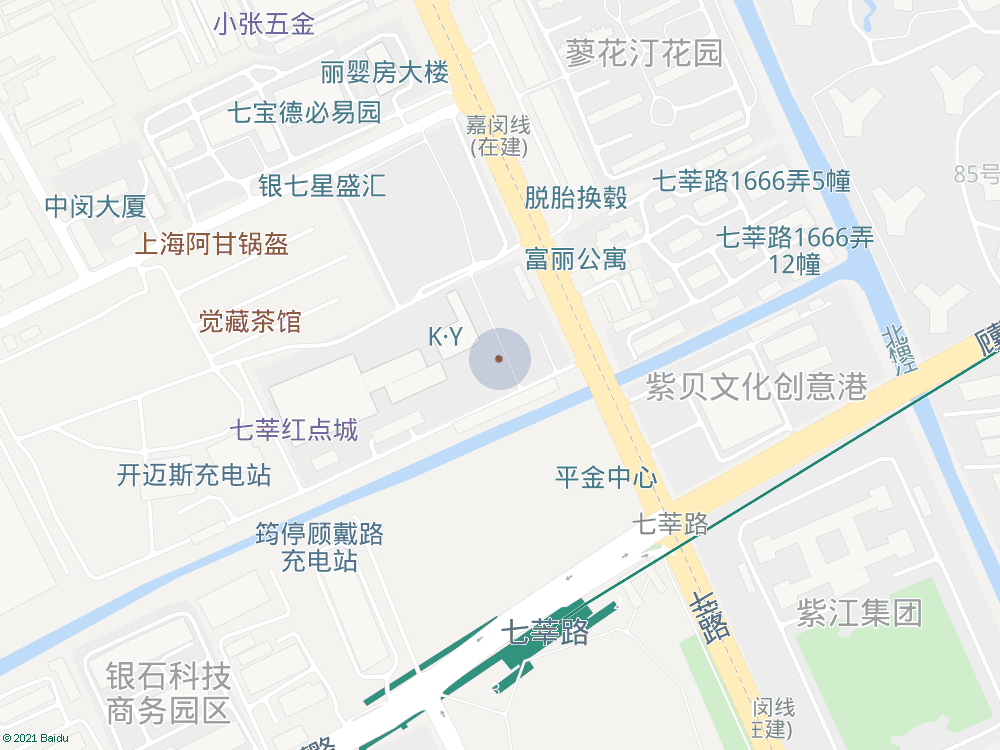 小张五金
蓼花汀花园
丽婴房大楼
七宝德必易园
嘉闵线
(在建)
85号
七莘路1666弄5幢
银七星盛汇
脱胎换毂
中闵大厦
七莘路1666弄
12幢
上海阿甘锅盔
富丽公寓
觉藏茶馆
K·Y
北横泾
紫贝文化创意港
七莘红点城
开迈斯充电站
平金中心
七莘路
筠停顾戴路
充电站
七莘路
紫江集团
七莘路
银石科技
商务园区
闵线
© 2021 Baidu